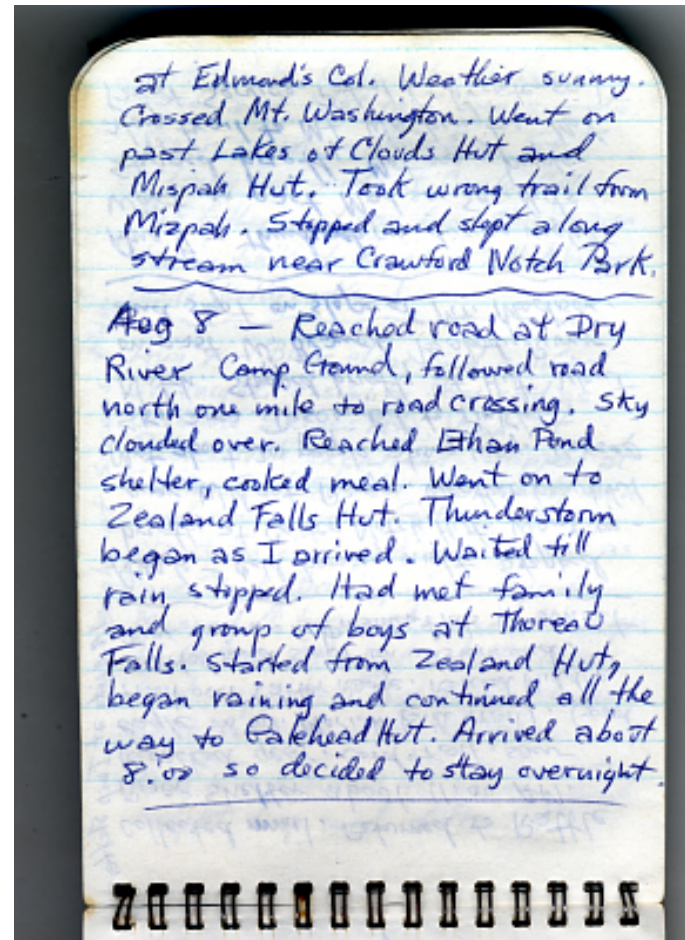 at Edmond's Col. Weather sunny.
Crossed Mt. Washington. Went on
past Lakes of Clouds Hut and
Mispah Hut. Took wrong trail from
Mizpah. Stopped and slept along
stream near Crawford Notch Park.
Aug 8 — Reached road at Dry
River Camp Ground, followed road
north one mile to road crossing. Sky
clouded over. Reached Ethan Pond
shelter, cooked meal. Went on to
Zealand Falls Hut. Thunderstorm
began as I arrived. Waited till
rain stopped. Had met family
and group of boys at Thoreau
Falls. Started from Zealand Hut,
began raining and continued all the
way to Galehead Hut. Arrived about
8:00 so decided to stay overnight.